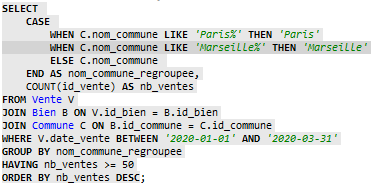 SELECT
CASE
WHEN C.nom_commune LIKE 'Paris%' THEN 'Paris'
WHEN C.nom_commune LIKE 'Marseille%' THEN 'Marseille'
ELSE C.nom_commune
END AS nom_commune_regroupee,
COUNT(id_vente) AS nb_ventes
FROM Vente V
JOIN Bien B ON V.id_bien = B.id_bien
JOIN Commune C ON B.id_commune = C.id_commune
WHERE V.date_vente BETWEEN '2020-01-01' AND '2020-03-31'
GROUP BY nom_commune_regroupee
HAVING nb_ventes >= 50
ORDER BY nb_ventes DESC;